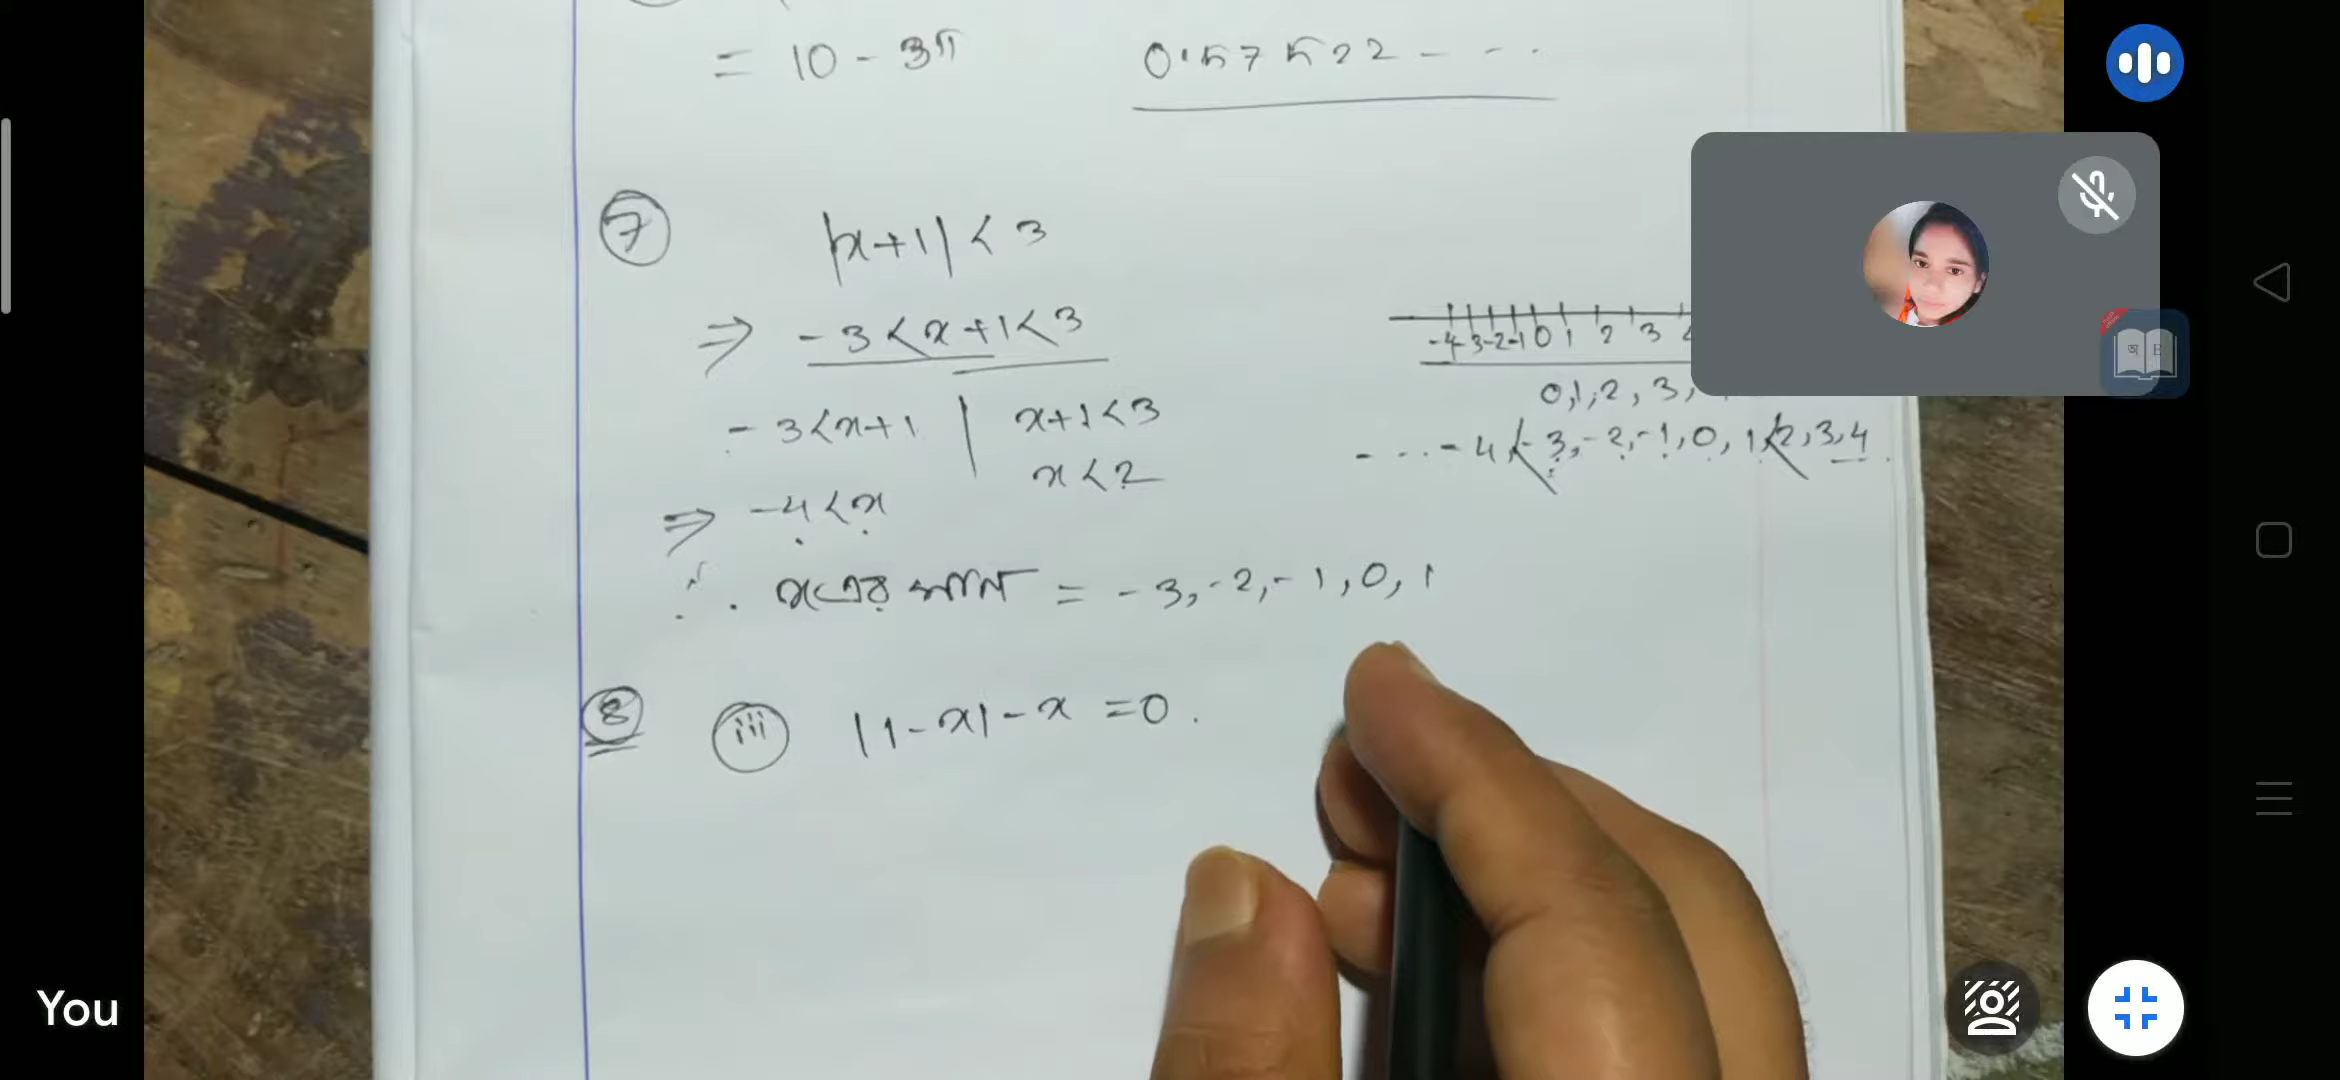 = 10 - 3π 0.57522 - - ..
7 |x+1| < 3
⇒ -3 < x+1 < 3
-4 -3 -2 -1 0 1 2 3
0,1,2,3,
-3 < x+1 | x+1 < 3
- ... -4 < -3, -2, -1, 0, 1 < 2, 3, 4
x < 2
⇒ -4 < x
∴ x এর মান = -3, -2, -1, 0, 1
8 iii |1-x| - x = 0.
You